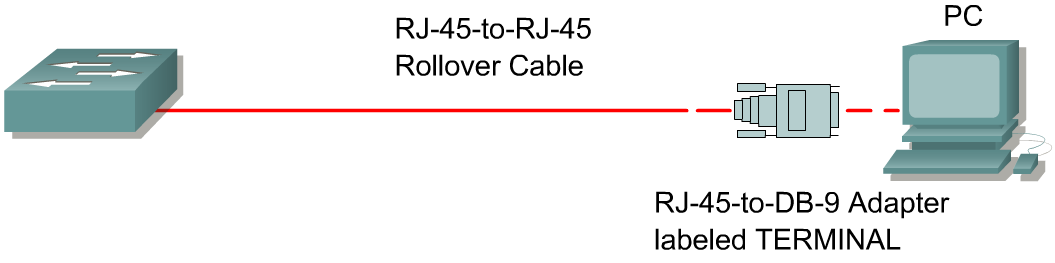 RJ-45-to-RJ-45
Rollover Cable
PC
RJ-45-to-DB-9 Adapter
labeled TERMINAL